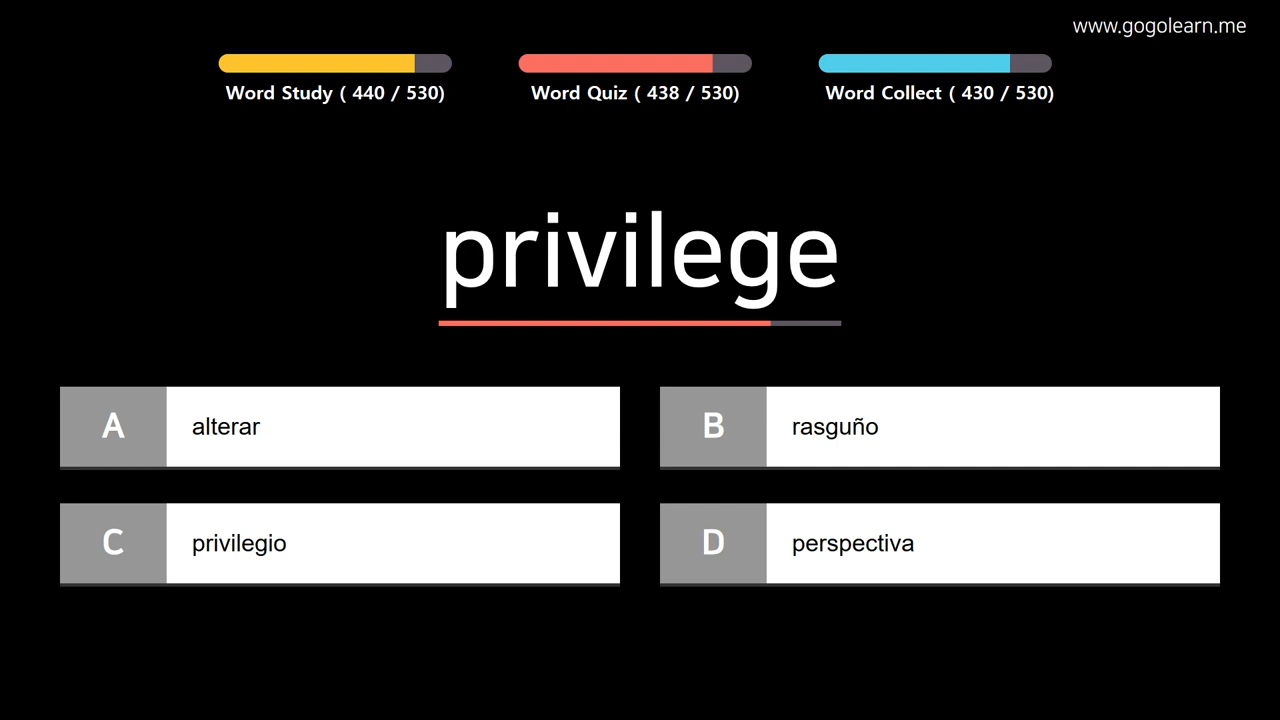 www.gogolearn.me
Word Study ( 440 / 530)
Word Quiz ( 438 / 530)
Word Collect ( 430 / 530)
privilege
A alterar
B rasguño
C privilegio
D perspectiva